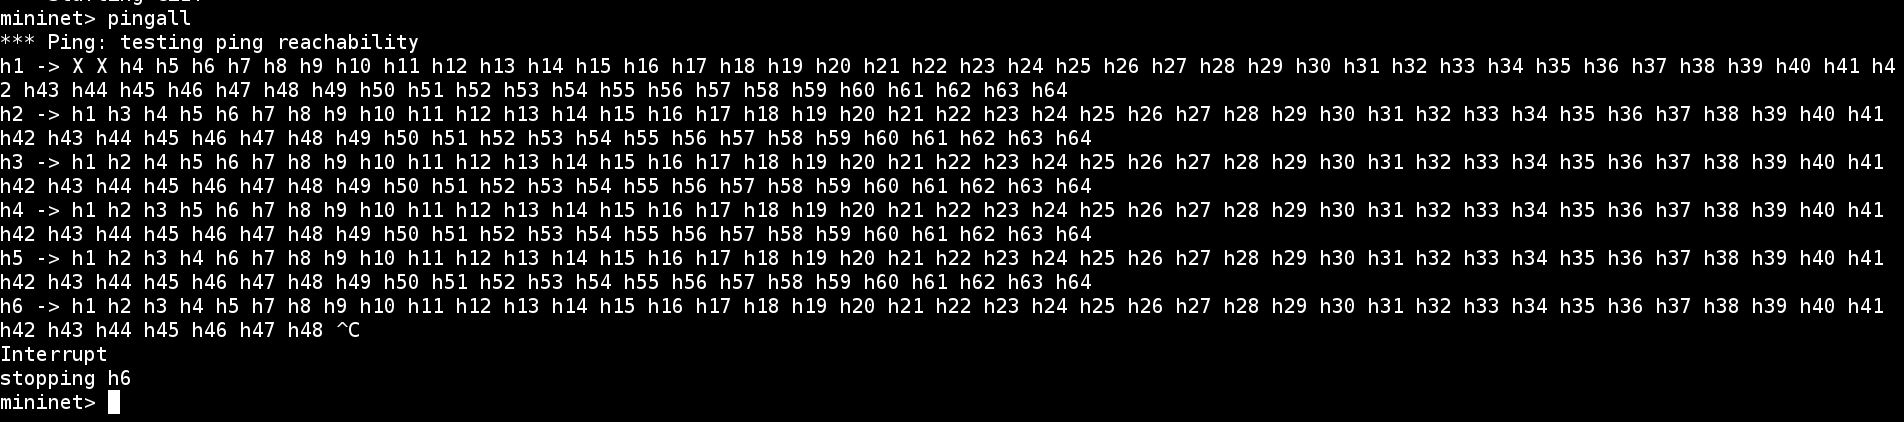 mininet> pingall
*** Ping: testing ping reachability
h1 -> X X h4 h5 h6 h7 h8 h9 h10 h11 h12 h13 h14 h15 h16 h17 h18 h19 h20 h21 h22 h23 h24 h25 h26 h27 h28 h29 h30 h31 h32 h33 h34 h35 h36 h37 h38 h39 h40 h41 h4
2 h43 h44 h45 h46 h47 h48 h49 h50 h51 h52 h53 h54 h55 h56 h57 h58 h59 h60 h61 h62 h63 h64
h2 -> h1 h3 h4 h5 h6 h7 h8 h9 h10 h11 h12 h13 h14 h15 h16 h17 h18 h19 h20 h21 h22 h23 h24 h25 h26 h27 h28 h29 h30 h31 h32 h33 h34 h35 h36 h37 h38 h39 h40 h41
h42 h43 h44 h45 h46 h47 h48 h49 h50 h51 h52 h53 h54 h55 h56 h57 h58 h59 h60 h61 h62 h63 h64
h3 -> h1 h2 h4 h5 h6 h7 h8 h9 h10 h11 h12 h13 h14 h15 h16 h17 h18 h19 h20 h21 h22 h23 h24 h25 h26 h27 h28 h29 h30 h31 h32 h33 h34 h35 h36 h37 h38 h39 h40 h41
h42 h43 h44 h45 h46 h47 h48 h49 h50 h51 h52 h53 h54 h55 h56 h57 h58 h59 h60 h61 h62 h63 h64
h4 -> h1 h2 h3 h5 h6 h7 h8 h9 h10 h11 h12 h13 h14 h15 h16 h17 h18 h19 h20 h21 h22 h23 h24 h25 h26 h27 h28 h29 h30 h31 h32 h33 h34 h35 h36 h37 h38 h39 h40 h41
h42 h43 h44 h45 h46 h47 h48 h49 h50 h51 h52 h53 h54 h55 h56 h57 h58 h59 h60 h61 h62 h63 h64
h5 -> h1 h2 h3 h4 h6 h7 h8 h9 h10 h11 h12 h13 h14 h15 h16 h17 h18 h19 h20 h21 h22 h23 h24 h25 h26 h27 h28 h29 h30 h31 h32 h33 h34 h35 h36 h37 h38 h39 h40 h41
h42 h43 h44 h45 h46 h47 h48 h49 h50 h51 h52 h53 h54 h55 h56 h57 h58 h59 h60 h61 h62 h63 h64
h6 -> h1 h2 h3 h4 h5 h7 h8 h9 h10 h11 h12 h13 h14 h15 h16 h17 h18 h19 h20 h21 h22 h23 h24 h25 h26 h27 h28 h29 h30 h31 h32 h33 h34 h35 h36 h37 h38 h39 h40 h41
h42 h43 h44 h45 h46 h47 h48 ^C
Interrupt
stopping h6
mininet>